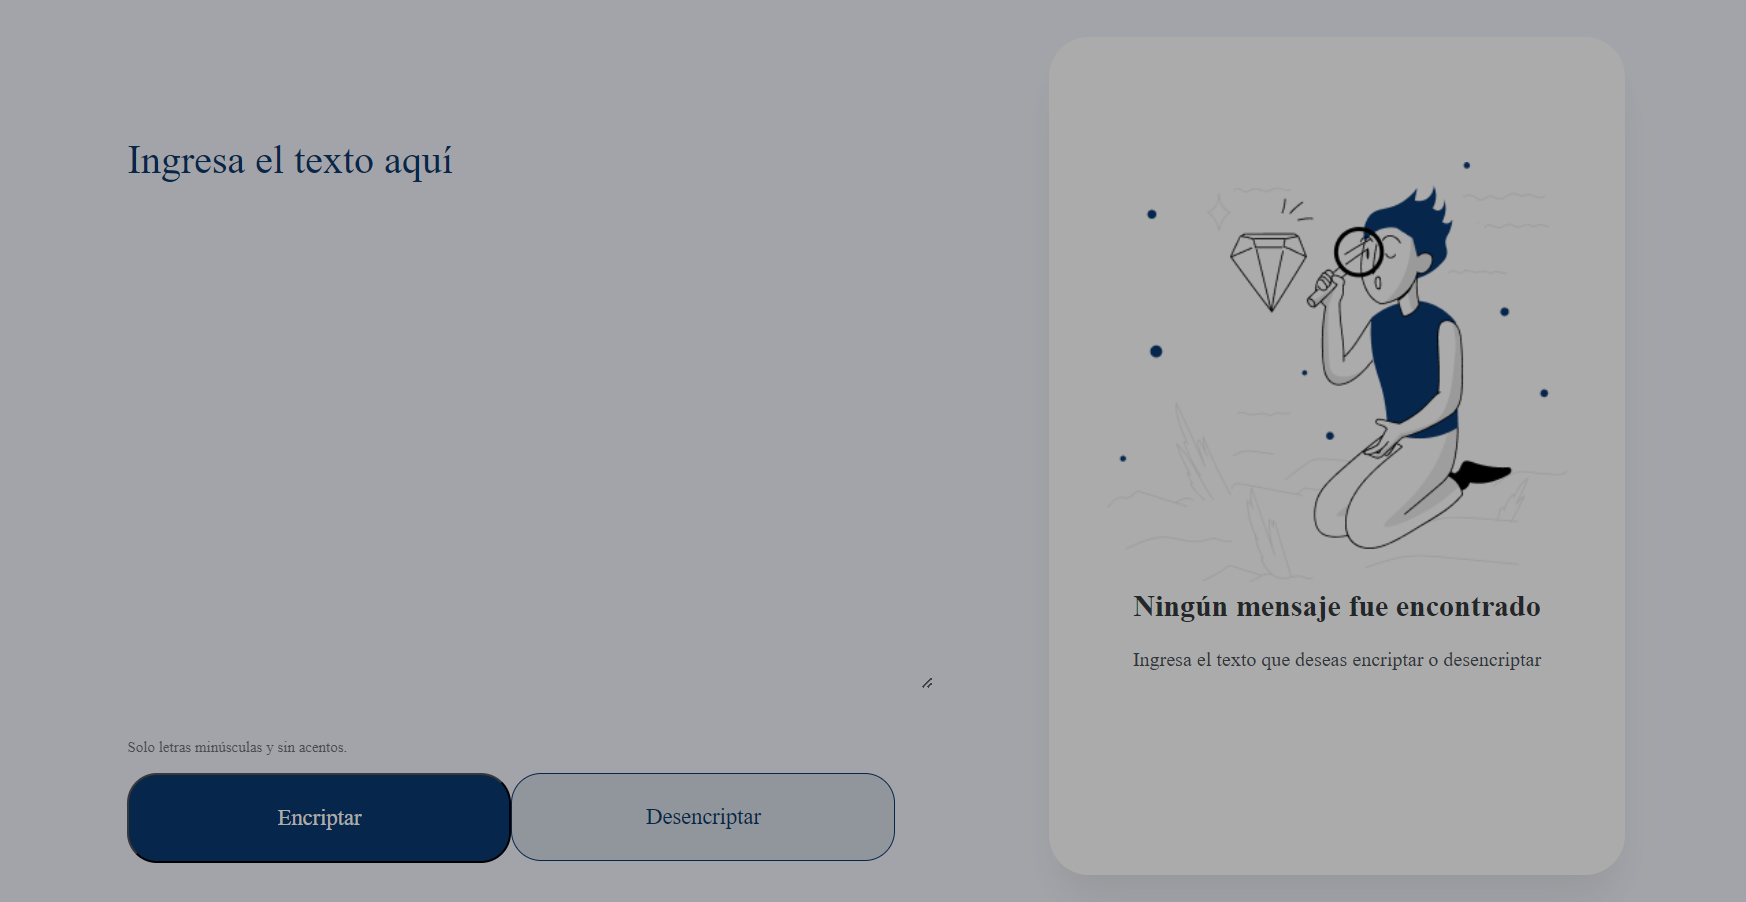 Ingresa el texto aquí
Solo letras minúsculas y sin acentos.
Encriptar
Desencriptar
Ningún mensaje fue encontrado
Ingresa el texto que deseas encriptar o desencriptar